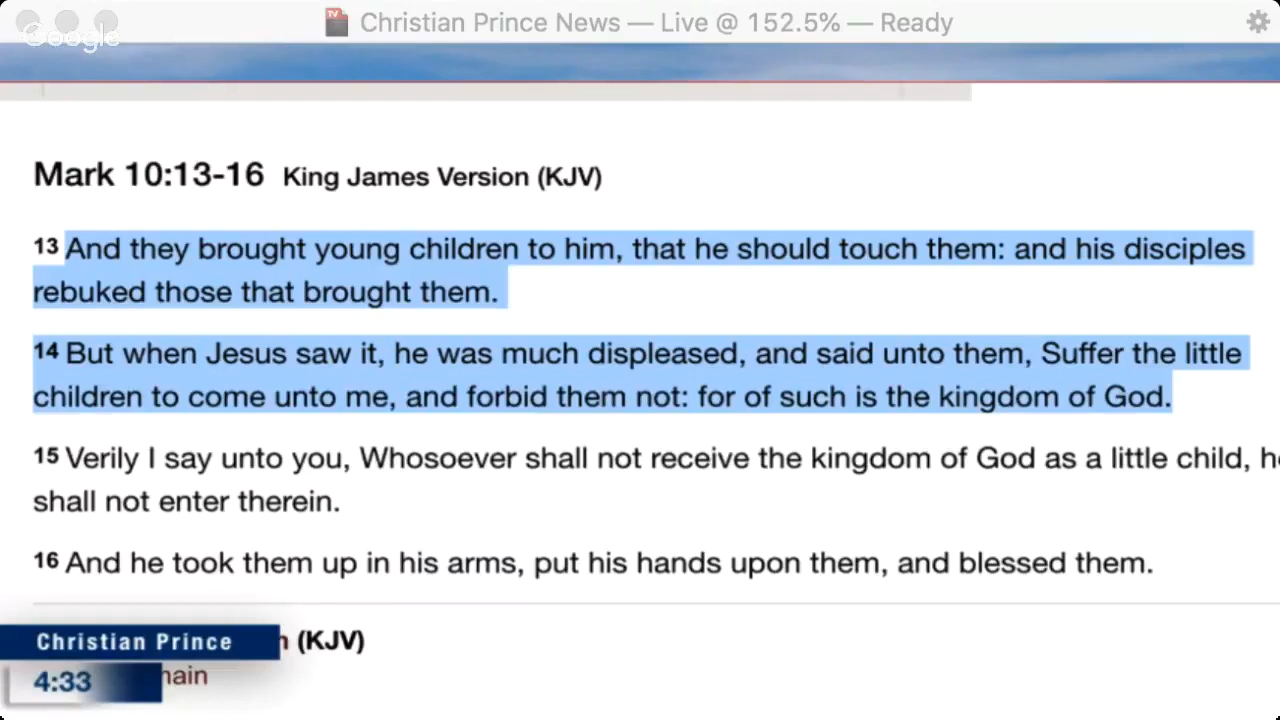 Christian Prince News — Live @ 152.5% — Ready
Google
Mark 10:13-16 King James Version (KJV)
13 And they brought young children to him, that he should touch them: and his disciples
rebuked those that brought them.
14 But when Jesus saw it, he was much displeased, and said unto them, Suffer the little
children to come unto me, and forbid them not: for of such is the kingdom of God.
15 Verily I say unto you, Whosoever shall not receive the kingdom of God as a little child,
shall not enter therein.
16 And he took them up in his arms, put his hands upon them, and blessed them.
Christian Prince (KJV)
4:33